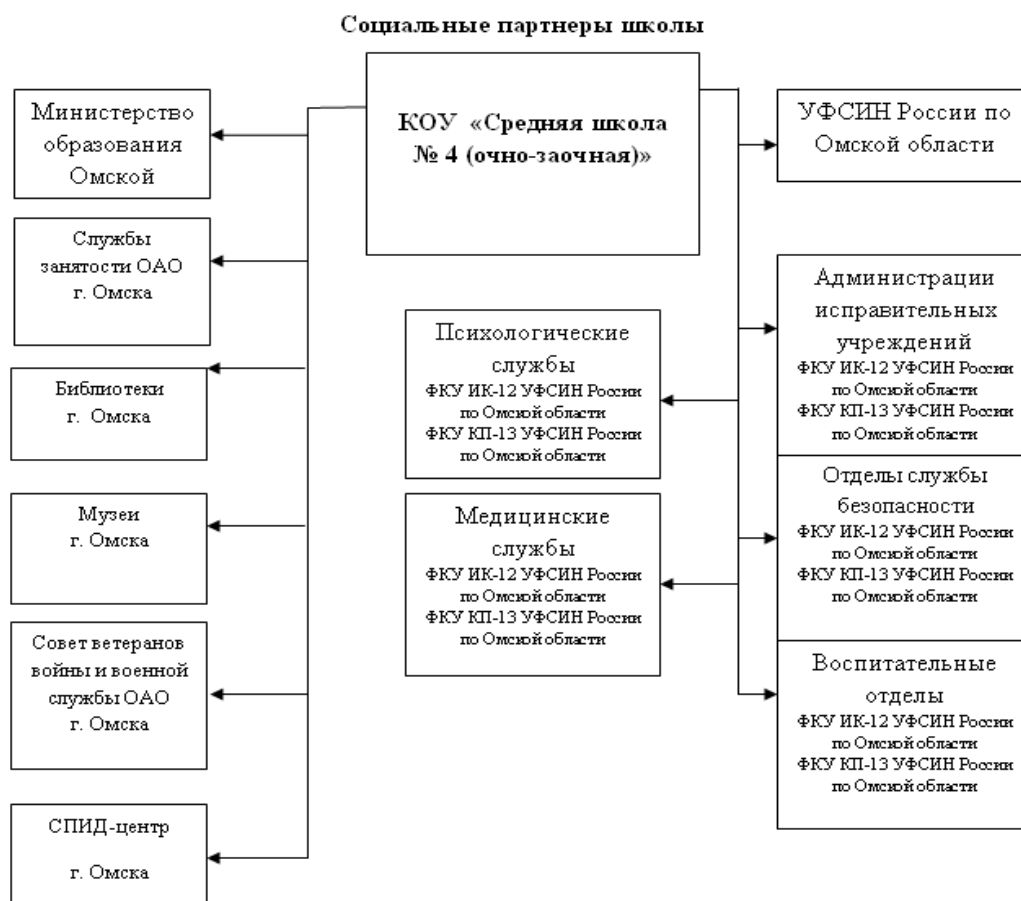 Социальные партнеры школы
КОУ «Средняя школа
№ 4 (очно-заочная)»
Министерство
образования
Омской
Службы
занятости ОАО
г. Омска
Библиотеки
г. Омска
Музеи
г. Омска
Совет ветеранов
войны и военной
службы ОАО
г. Омска
СПИД-центр
г. Омска
Психологические
службы
ФКУ ИК-12 УФСИН России
по Омской области
ФКУ КП-13 УФСИН России
по Омской области
Медицинские
службы
ФКУ ИК-12 УФСИН России
по Омской области
ФКУ КП-13 УФСИН России
по Омской области
УФСИН России по
Омской области
Администрации
исправительных
учреждений
ФКУ ИК-12 УФСИН России
по Омской области
ФКУ КП-13 УФСИН России
по Омской области
Отделы службы
безопасности
ФКУ ИК-12 УФСИН России
по Омской области
ФКУ КП-13 УФСИН России
по Омской области
Воспитательные
отделы
ФКУ ИК-12 УФСИН России
по Омской области
ФКУ КП-13 УФСИН России
по Омской области